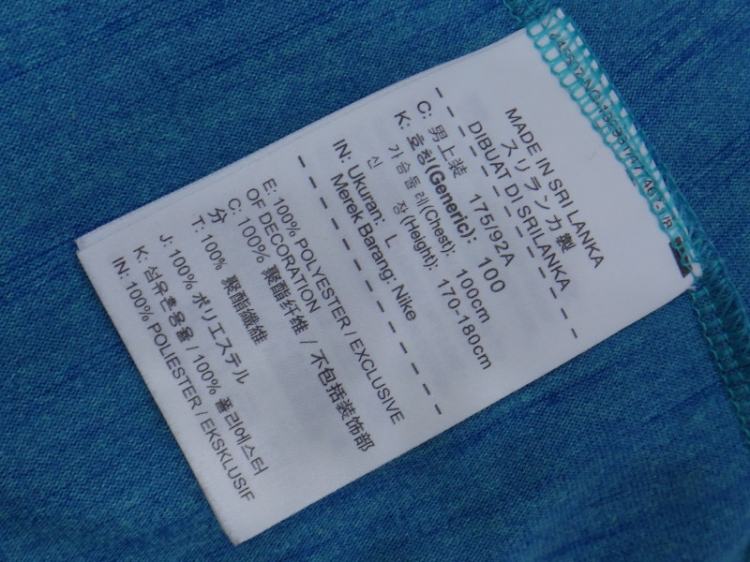 MADE IN SRI LANKA
スリランカ製
DIBUAT DI SRILANKA
C: 男上装 175/92A
K: 호칭(Generic): 100
가슴둘레(Chest): 100cm
신 장(Height): 170-180cm
IN: Ukuran: L
Merek Barang: Nike
E: 100% POLYESTER / EXCLUSIVE
OF DECORATION
C: 100% 聚酯纤维 / 不包括装饰部
分
T: 100% 聚酯纖維
J: 100% ポリエステル
K: 섬유혼용율 / 100% 폴리에스터
IN: 100% POLIESTER / EKSKLUSIF